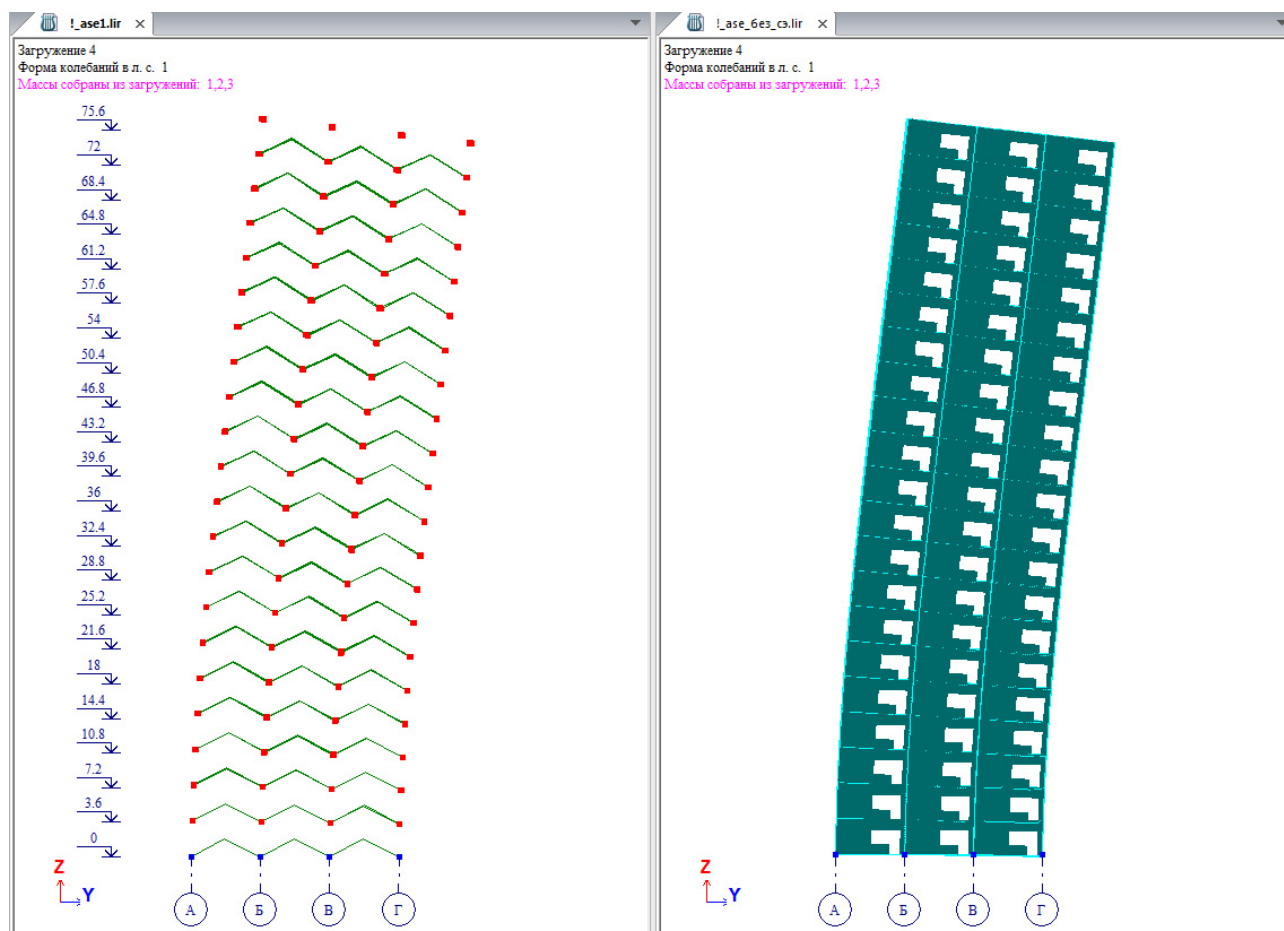 !_ase1.lir ×
Загружение 4
Форма колебаний в л. с. 1
Массы собраны из загружений: 1,2,3
75.6
72
68.4
64.8
61.2
57.6
54
50.4
46.8
43.2
39.6
36
32.4
28.8
25.2
21.6
18
14.4
10.8
7.2
3.6
0
Z
Y
А Б В Г
!_ase_без_сэ.lir ×
Загружение 4
Форма колебаний в л. с. 1
Массы собраны из загружений: 1,2,3
Z
Y
А Б В Г